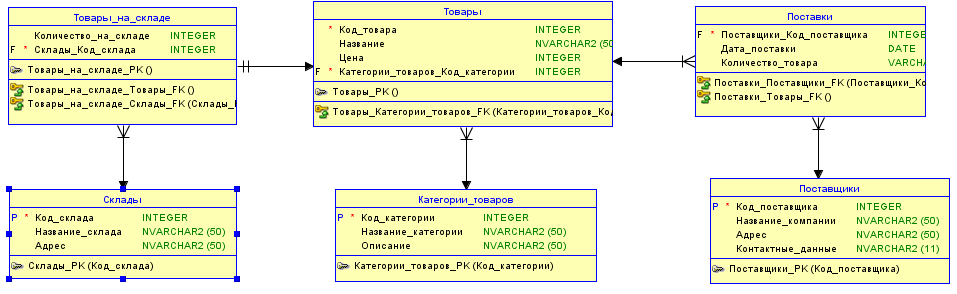 Товары_на_складе
Количество_на_складе INTEGER
F * Склады_Код_склада INTEGER
Товары_на_складе_PK ()
Товары_на_складе_Товары_FK ()
Товары_на_складе_Склады_FK (Склады_
Товары
* Код_товара INTEGER
Название NVARCHAR2 (50
Цена INTEGER
F * Категории_товаров_Код_категории INTEGER
Товары_PK ()
Товары_Категории_товаров_FK (Категории_товаров_Код
Поставки
F * Поставщики_Код_поставщика INTEGE
Дата_поставки DATE
Количество_товара VARCHA
Поставки_Поставщики_FK (Поставщики_Ко
Поставки_Товары_FK ()
Склады
P * Код_склада INTEGER
Название_склада NVARCHAR2 (50)
Адрес NVARCHAR2 (50)
Склады_PK (Код_склада)
Категории_товаров
P * Код_категории INTEGER
Название_категории NVARCHAR2 (50)
Описание NVARCHAR2 (50)
Категории_товаров_PK (Код_категории)
Поставщики
P * Код_поставщика INTEGER
Название_компании NVARCHAR2 (50)
Адрес NVARCHAR2 (50)
Контактные_данные NVARCHAR2 (11)
Поставщики_PK (Код_поставщика)